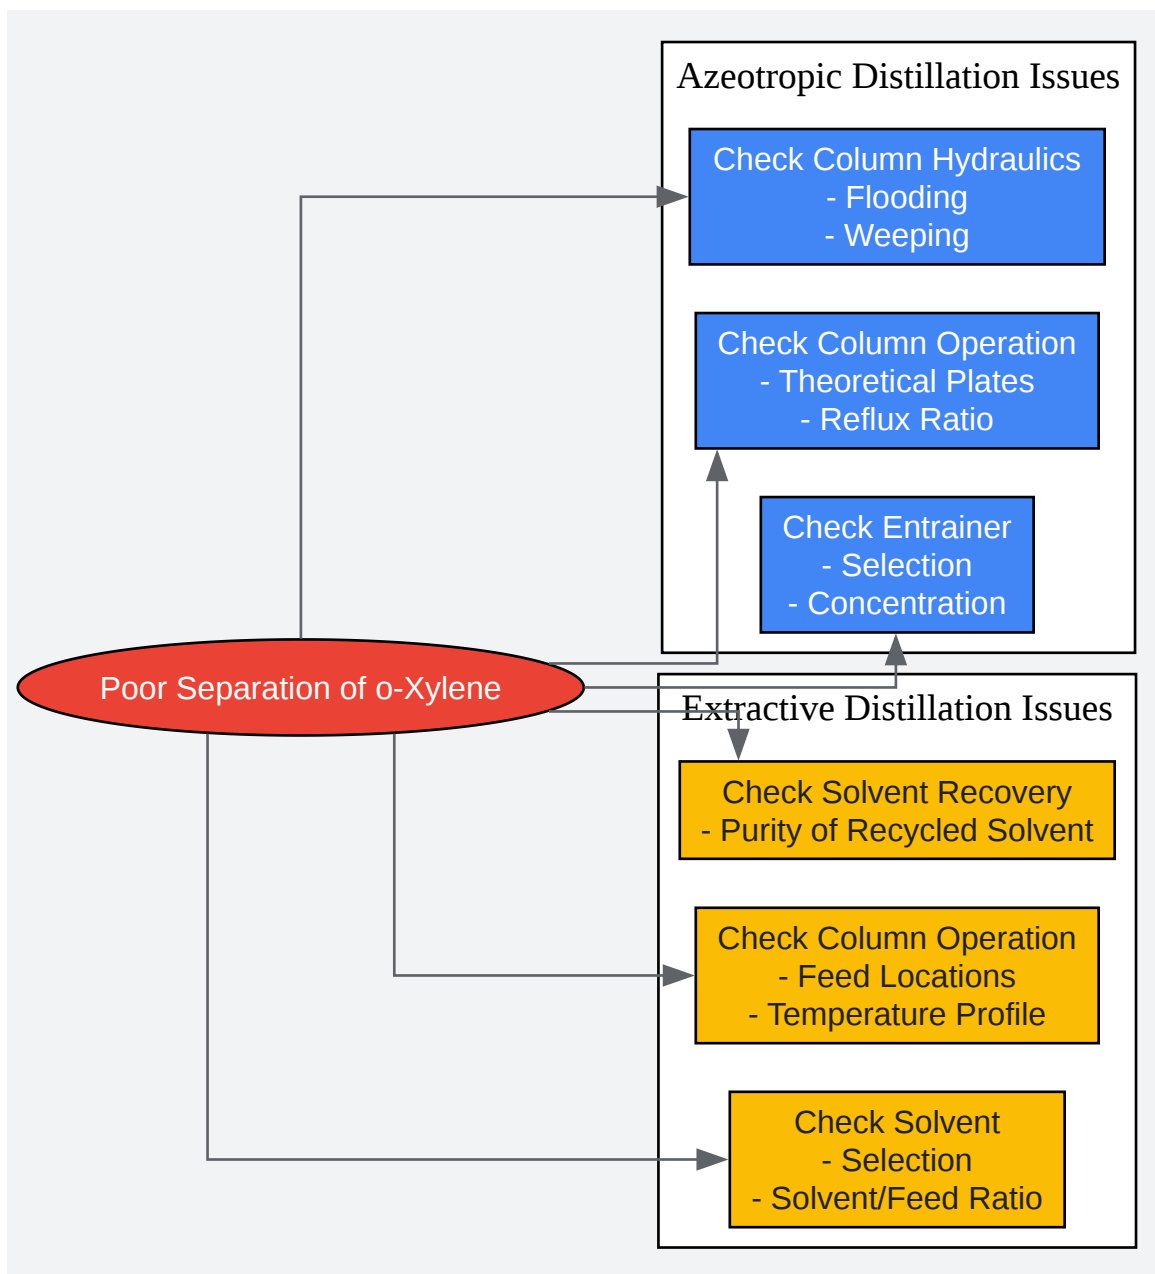 Azeotropic Distillation Issues
Check Column Hydraulics
- Flooding
- Weeping
Check Column Operation
- Theoretical Plates
- Reflux Ratio
Check Entrainer
- Selection
- Concentration
Poor Separation of o-Xylene
Extractive Distillation Issues
Check Solvent Recovery
- Purity of Recycled Solvent
Check Column Operation
- Feed Locations
- Temperature Profile
Check Solvent
- Selection
- Solvent/Feed Ratio